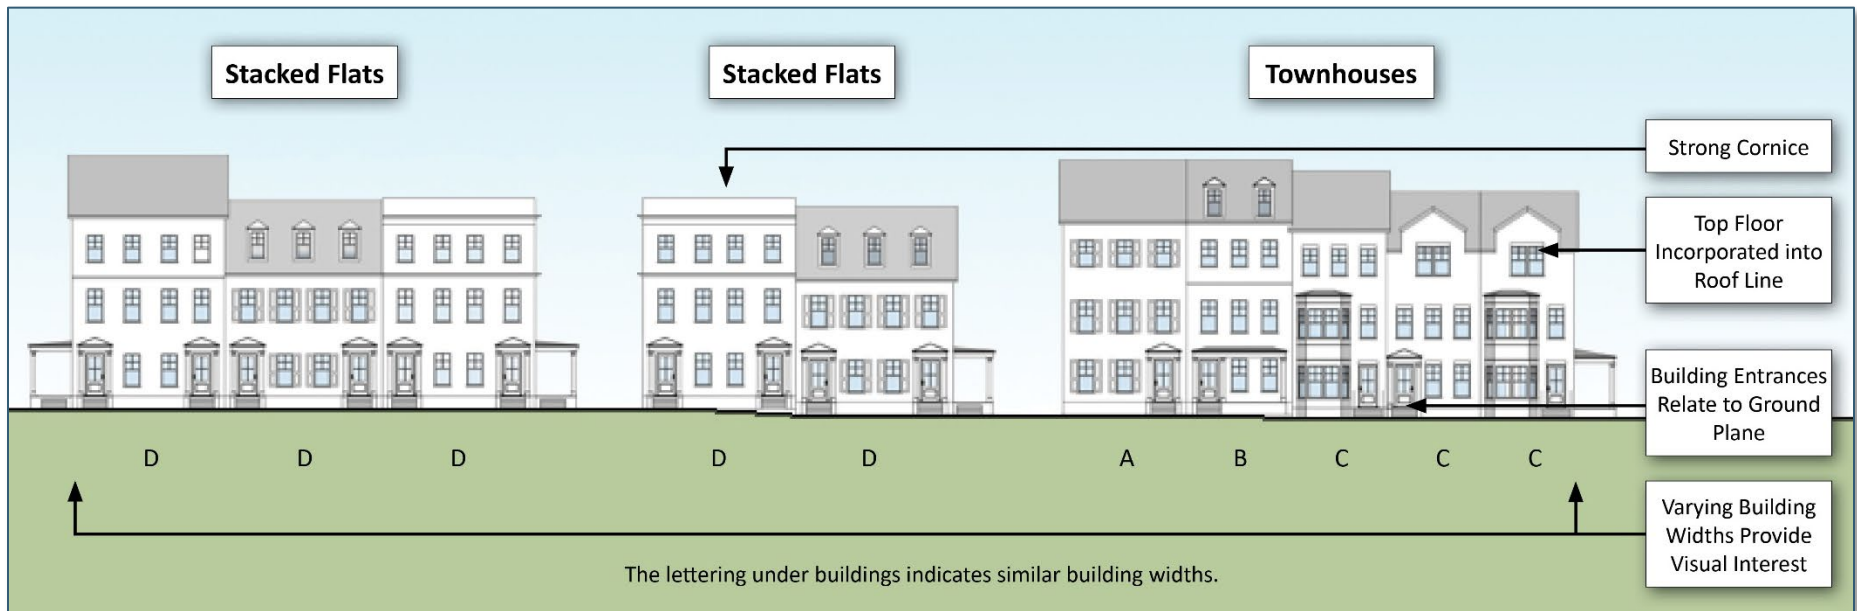 Stacked Flats
Stacked Flats
Townhouses
Strong Cornice
Top Floor
Incorporated into
Roof Line
Building Entrances
Relate to Ground
Plane
D D D D D A B C C C
Varying Building
Widths Provide
Visual Interest
The lettering under buildings indicates similar building widths.